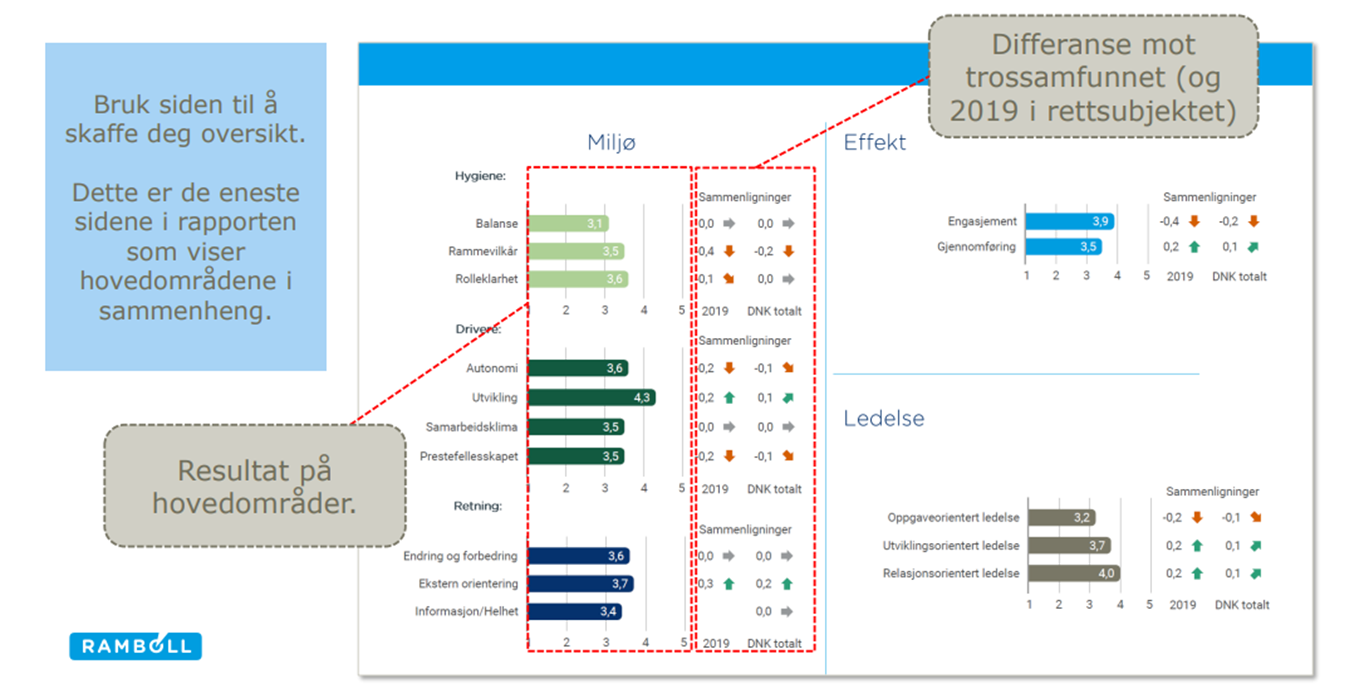 Bruk siden til å
skaffe deg oversikt.
Dette er de eneste
sidene i rapporten
som viser
hovedområdene i
sammenheng.
Differanse mot
trossamfunnet (og
2019 i rettsubjektet)
Resultat på
hovedområder.
Miljø
Hygiene:
Sammenligninger
Balanse 3,1 0,0 0,0
Rammevilkår 3,5 0,4 -0,2
Rolleklarhet 3,6 0,1 0,0
2 3 4 5 2019 DNK totalt
Drivere:
Sammenligninger
Autonomi 3,6 0,2 -0,1
Utvikling 4,3 0,2 0,1
Samarbeidsklima 3,5 0,0 0,0
Prestefellesskapet 3,5 0,2 -0,1
2 3 4 5 2019 DNK totalt
Retning:
Sammenligninger
Endring og forbedring 3,6 0,0 0,0
Ekstern orientering 3,7 0,3 0,2
Informasjon/Helhet 3,4 0,0
2 3 4 5 2019 DNK totalt
Effekt
Sammenligninger
Engasjement 3,9 -0,4 -0,2
Gjennomføring 3,5 0,2 0,1
1 2 3 4 5 2019 DNK totalt
Ledelse
Sammenligninger
Oppgaveorientert ledelse 3,2 -0,2 -0,1
Utviklingsorientert ledelse 3,7 0,2 0,1
Relasjonsorientert ledelse 4,0 0,2 0,1
1 2 3 4 5 2019 DNK totalt
RAMBOLL